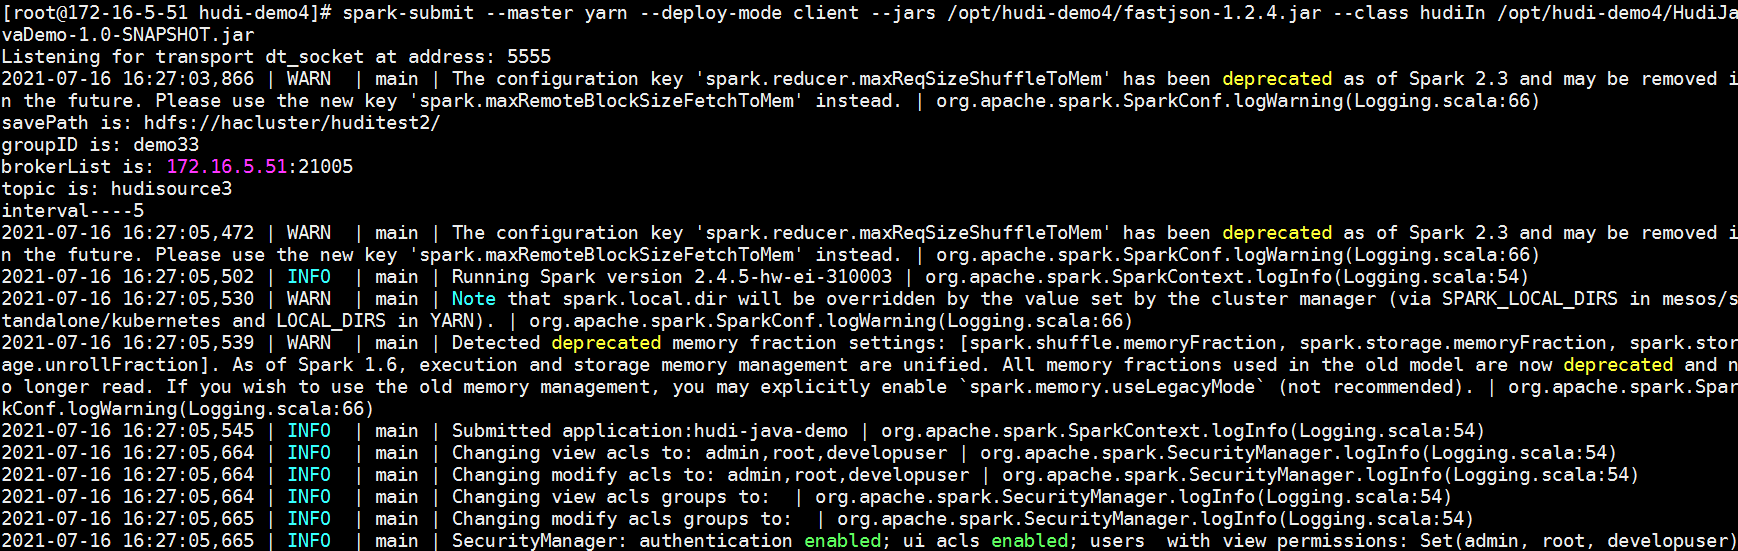 [root@172-16-5-51 hudi-demo4]# spark-submit --master yarn --deploy-mode client --jars /opt/hudi-demo4/fastjson-1.2.4.jar --class hudiIn /opt/hudi-demo4/HudiJa
vaDemo-1.0-SNAPSHOT.jar
Listening for transport dt_socket at address: 5555
2021-07-16 16:27:03,866 | WARN  | main | The configuration key 'spark.reducer.maxReqSizeShuffleToMem' has been deprecated as of Spark 2.3 and may be removed i
n the future. Please use the new key 'spark.maxRemoteBlockSizeFetchToMem' instead. | org.apache.spark.SparkConf.logWarning(Logging.scala:66)
savePath is: hdfs://hacluster/huditest2/
groupID is: demo33
brokerList is: 172.16.5.51:21005
topic is: hudisource3
interval----5
2021-07-16 16:27:05,472 | WARN  | main | The configuration key 'spark.reducer.maxReqSizeShuffleToMem' has been deprecated as of Spark 2.3 and may be removed i
n the future. Please use the new key 'spark.maxRemoteBlockSizeFetchToMem' instead. | org.apache.spark.SparkConf.logWarning(Logging.scala:66)
2021-07-16 16:27:05,502 | INFO  | main | Running Spark version 2.4.5-hw-ei-310003 | org.apache.spark.SparkContext.logInfo(Logging.scala:54)
2021-07-16 16:27:05,530 | WARN  | main | Note that spark.local.dir will be overridden by the value set by the cluster manager (via SPARK_LOCAL_DIRS in mesos/s
tandalone/kubernetes and LOCAL_DIRS in YARN). | org.apache.spark.SparkConf.logWarning(Logging.scala:66)
2021-07-16 16:27:05,539 | WARN  | main | Detected deprecated memory fraction settings: [spark.shuffle.memoryFraction, spark.storage.memoryFraction, spark.stor
age.unrollFraction]. As of Spark 1.6, execution and storage memory management are unified. All memory fractions used in the old model are now deprecated and n
o longer read. If you wish to use the old memory management, you may explicitly enable `spark.memory.useLegacyMode` (not recommended). | org.apache.spark.Spar
kConf.logWarning(Logging.scala:66)
2021-07-16 16:27:05,545 | INFO  | main | Submitted application:hudi-java-demo | org.apache.spark.SparkContext.logInfo(Logging.scala:54)
2021-07-16 16:27:05,664 | INFO  | main | Changing view acls to: admin,root,developuser | org.apache.spark.SecurityManager.logInfo(Logging.scala:54)
2021-07-16 16:27:05,664 | INFO  | main | Changing modify acls to: admin,root,developuser | org.apache.spark.SecurityManager.logInfo(Logging.scala:54)
2021-07-16 16:27:05,664 | INFO  | main | Changing view acls groups to:  | org.apache.spark.SecurityManager.logInfo(Logging.scala:54)
2021-07-16 16:27:05,665 | INFO  | main | Changing modify acls groups to:  | org.apache.spark.SecurityManager.logInfo(Logging.scala:54)
2021-07-16 16:27:05,665 | INFO  | main | SecurityManager: authentication enabled; ui acls enabled; users  with view permissions: Set(admin, root, developuser)